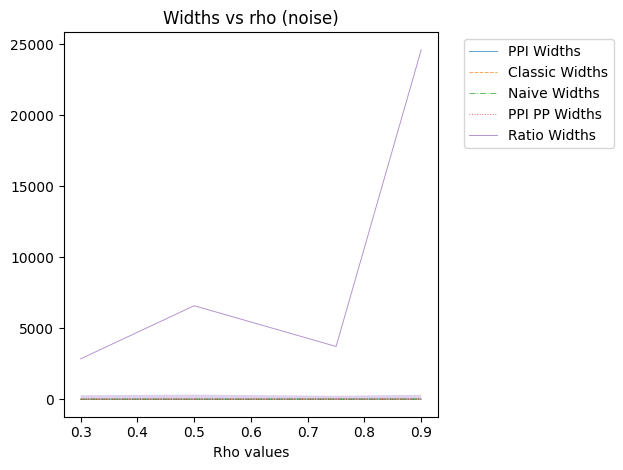 Widths vs rho (noise)
25000
20000
15000
10000
5000
0
0.3 0.4 0.5 0.6 0.7 0.8 0.9
Rho values
PPI Widths
Classic Widths
Naive Widths
PPI PP Widths
Ratio Widths